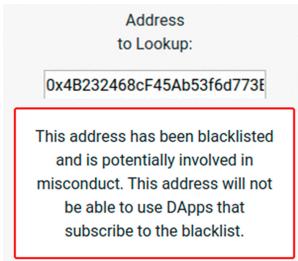 Address
to Lookup:
0x4B232468cF45Ab53f6d773E
This address has been blacklisted
and is potentially involved in
misconduct. This address will not
be able to use DApps that
subscribe to the blacklist.